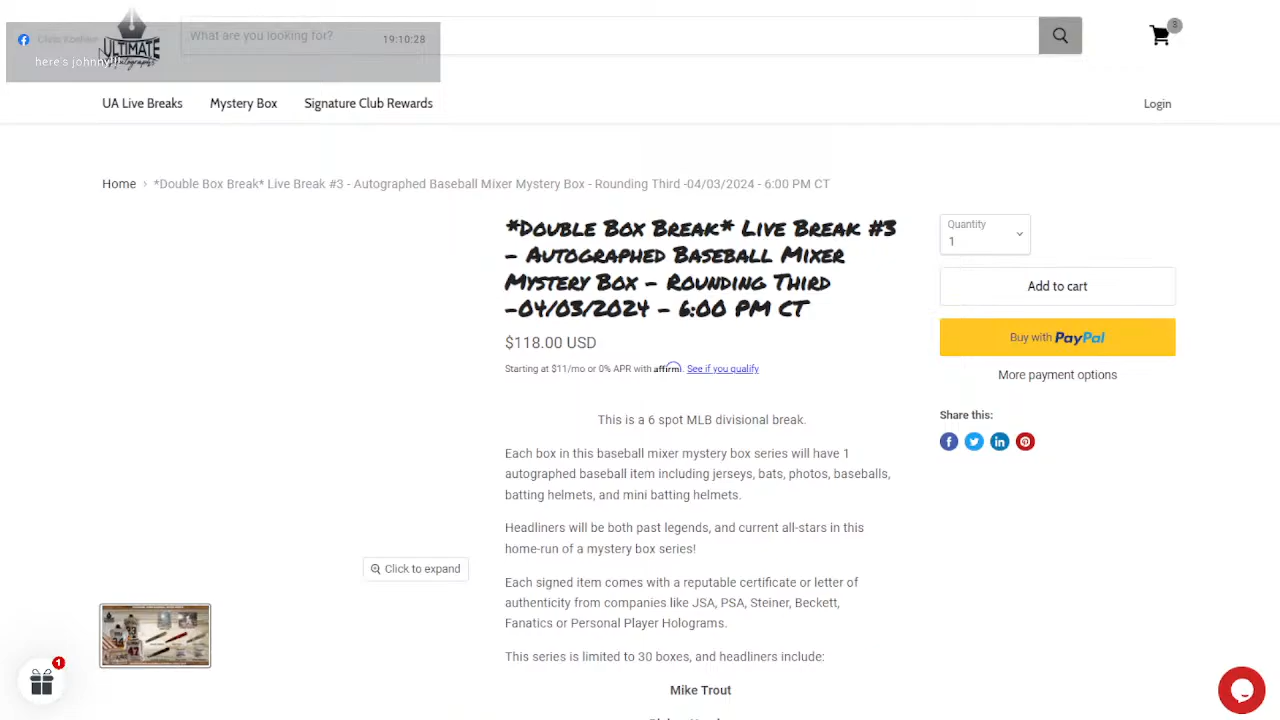 What are you looking for?
19:10:28
ULTIMATE
here's johnny!!!
3
UA Live Breaks
Mystery Box
Signature Club Rewards
Login
Home › *Double Box Break* Live Break #3 - Autographed Baseball Mixer Mystery Box - Rounding Third -04/03/2024 - 6:00 PM CT
*Double Box Break* Live Break #3
- Autographed Baseball Mixer
Mystery Box - Rounding Third
-04/03/2024 - 6:00 PM CT
$118.00 USD
Starting at $11/mo or 0% APR with affirm. See if you qualify
This is a 6 spot MLB divisional break.
Each box in this baseball mixer mystery box series will have 1
autographed baseball item including jerseys, bats, photos, baseballs,
batting helmets, and mini batting helmets.
Headliners will be both past legends, and current all-stars in this
home-run of a mystery box series!
Each signed item comes with a reputable certificate or letter of
authenticity from companies like JSA, PSA, Steiner, Beckett,
Fanatics or Personal Player Holograms.
This series is limited to 30 boxes, and headliners include:
Mike Trout
Quantity
1
Add to cart
Buy with PayPal
More payment options
Share this:
Click to expand
1